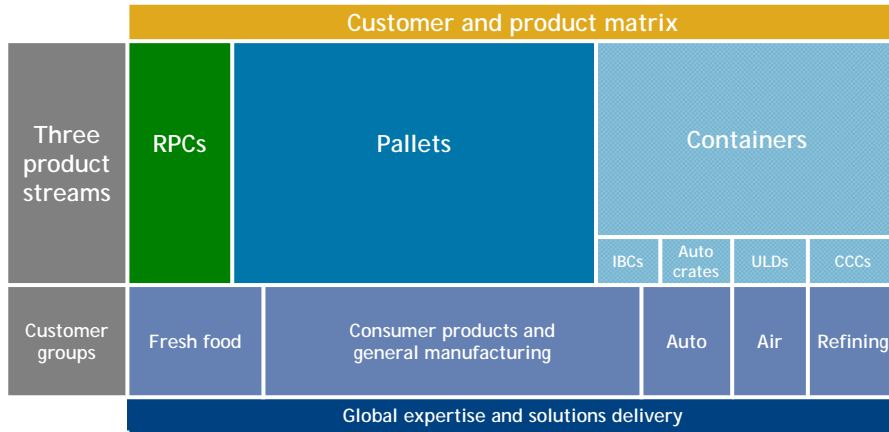 Customer and product matrix
Three
product
streams
RPCs
Pallets
Containers
IBCs
Auto
crates
ULDs
CCCs
Customer
groups
Fresh food
Consumer products and
general manufacturing
Auto
Air
Refining
Global expertise and solutions delivery